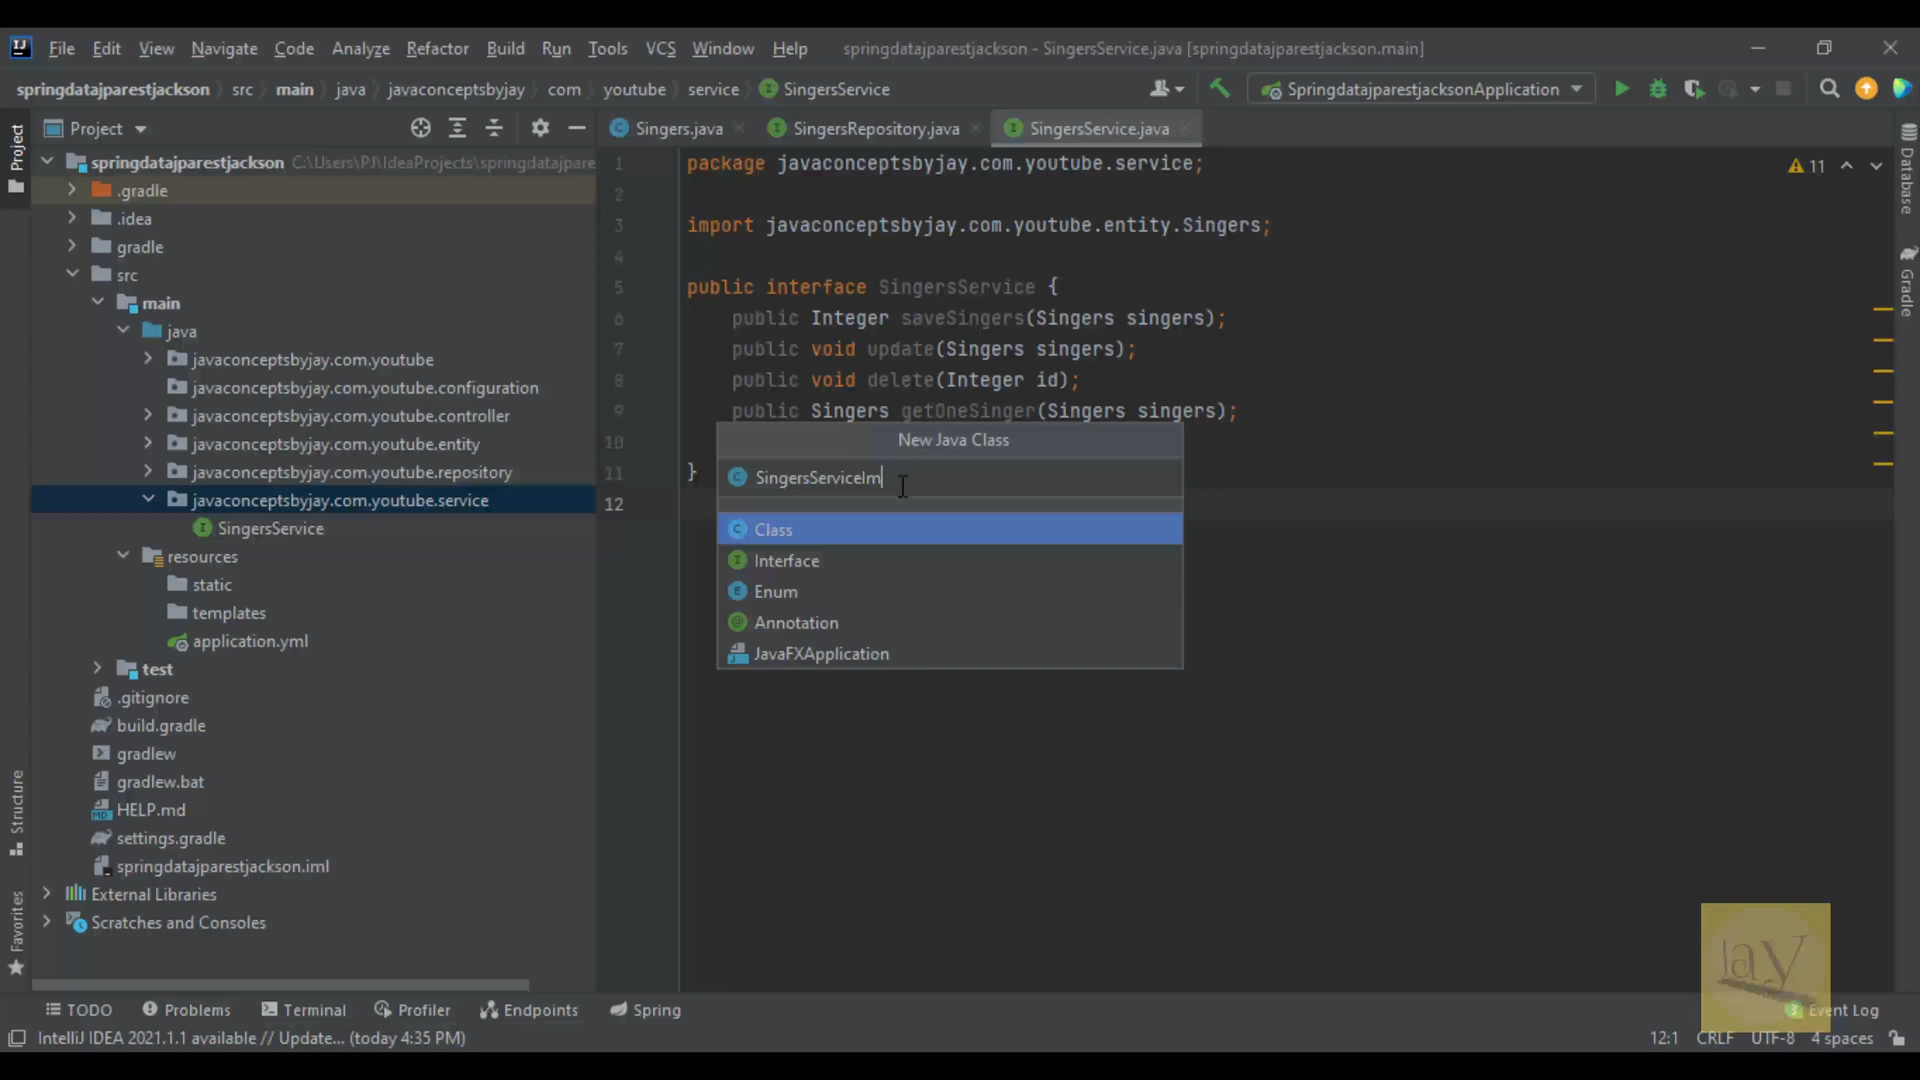 File Edit View Navigate Code Analyze Refactor Build Run Tools VCS Window Help springdatajparestjackson - SingersService.java [springdatajparestjackson.main]
springdatajparestjackson src main java javaconceptsbyjay com youtube service SingersService SpringdatajparestjacksonApplication
Project
Singers.java SingersRepository.java SingersService.java
springdatajparestjackson C:\Users\PJ\IdeaProjects\springdatajpare
.gradle
.idea
gradle
src
main
java
javaconceptsbyjay.com.youtube
javaconceptsbyjay.com.youtube.configuration
javaconceptsbyjay.com.youtube.controller
javaconceptsbyjay.com.youtube.entity
javaconceptsbyjay.com.youtube.repository
javaconceptsbyjay.com.youtube.service
SingersService
resources
static
templates
application.yml
test
.gitignore
build.gradle
gradlew
gradlew.bat
HELP.md
settings.gradle
springdatajparestjackson.iml
External Libraries
Scratches and Consoles
1 package javaconceptsbyjay.com.youtube.service;
2
3 import javaconceptsbyjay.com.youtube.entity.Singers;
4
5 public interface SingersService {
6 public Integer saveSingers(Singers singers);
7 public void update(Singers singers);
8 public void delete(Integer id);
9 public Singers getOneSinger(Singers singers);
10
11 }
12
11
New Java Class
SingersServiceIm
Class
Interface
Enum
Annotation
JavaFXApplication
Project
Structure
Favorites
Database
Gradle
Jay
TODO Problems Terminal Profiler Endpoints Spring Event Log
IntelliJ IDEA 2021.1.1 available // Update... (today 4:35 PM) 12:1 CRLF UTF-8 4 spaces